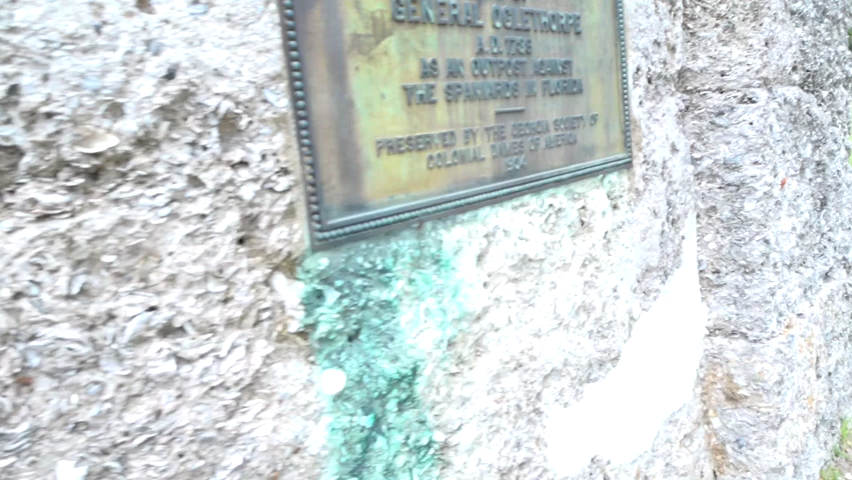 GENERAL OGLETHORPE
A.D. 1736
AS AN OUTPOST AGAINST
THE SPANIARDS IN FLORIDA
PRESERVED BY THE GEORGIA SOCIETY OF
COLONIAL DAMES OF AMERICA
1904